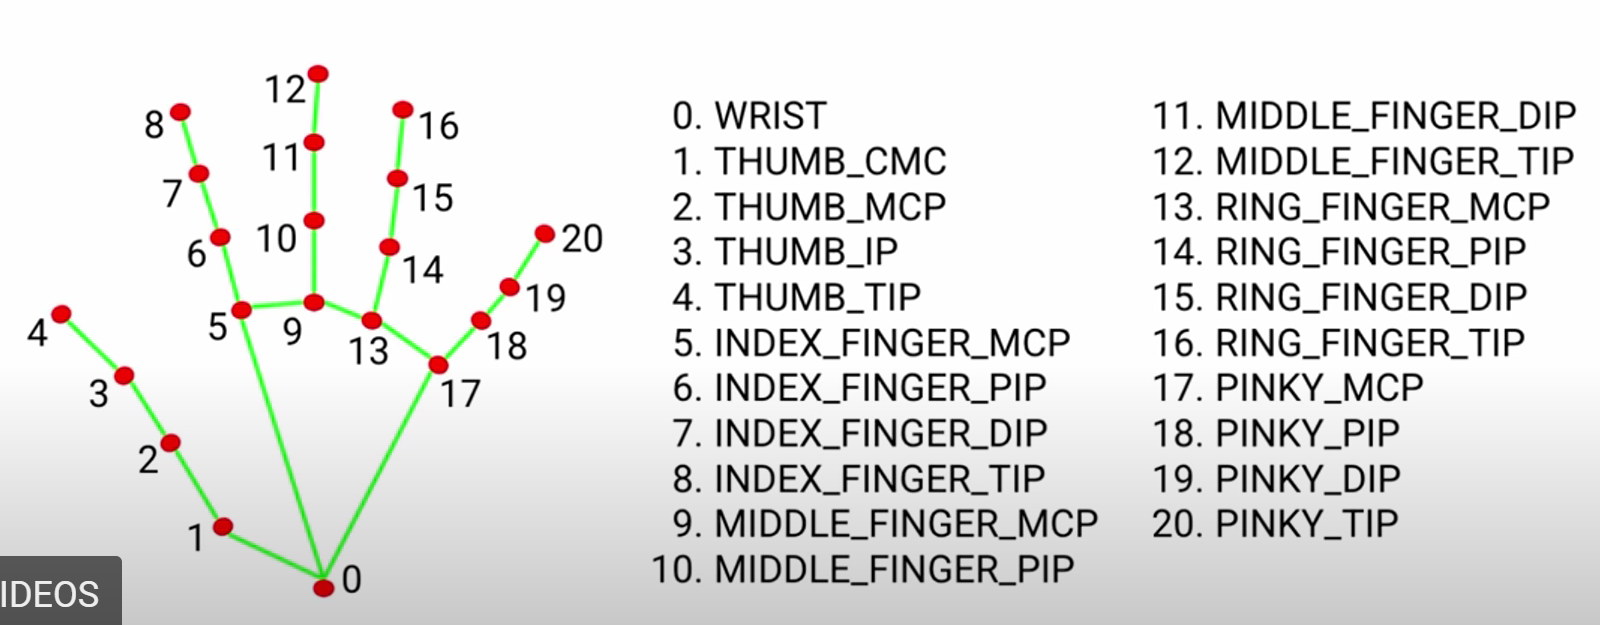 12
8
16
11
7
15
10
6
20
14
19
4
5
9
18
13
3
17
2
1
0
IDEOS
0. WRIST
1. THUMB_CMC
2. THUMB_MCP
3. THUMB_IP
4. THUMB_TIP
5. INDEX_FINGER_MCP
6. INDEX_FINGER_PIP
7. INDEX_FINGER_DIP
8. INDEX_FINGER_TIP
9. MIDDLE_FINGER_MCP
10. MIDDLE_FINGER_PIP
11. MIDDLE_FINGER_DIP
12. MIDDLE_FINGER_TIP
13. RING_FINGER_MCP
14. RING_FINGER_PIP
15. RING_FINGER_DIP
16. RING_FINGER_TIP
17. PINKY_MCP
18. PINKY_PIP
19. PINKY_DIP
20. PINKY_TIP